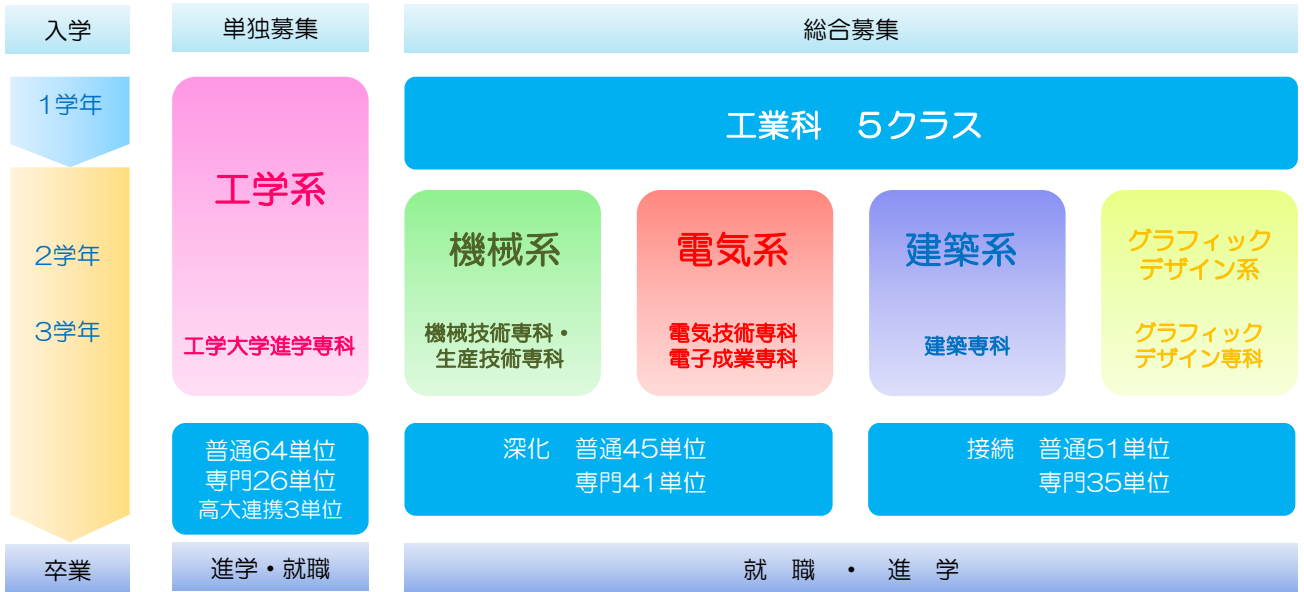 入学
単独募集
総合募集
1学年
工業科　5クラス
2学年
3学年
工学系
工学大学進学専科
機械系
機械技術専科・
生産技術専科
電気系
電気技術専科
電子成業専科
建築系
建築専科
グラフィック
デザイン系
グラフィック
デザイン専科
普通64単位
専門26単位
高大連携3単位
深化　普通45単位
専門41単位
接続　普通51単位
専門35単位
卒業
進学・就職
就　職　・　進　学